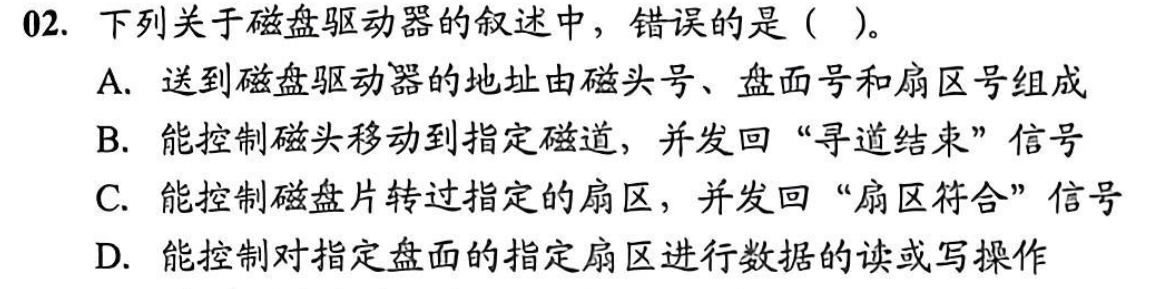 02. 下列关于磁盘驱动器的叙述中，错误的是（ ）。
A. 送到磁盘驱动器的地址由磁头号、盘面号和扇区号组成
B. 能控制磁头移动到指定磁道，并发回“寻道结束”信号
C. 能控制磁盘片转过指定的扇区，并发回“扇区符合”信号
D. 能控制对指定盘面的指定扇区进行数据的读或写操作